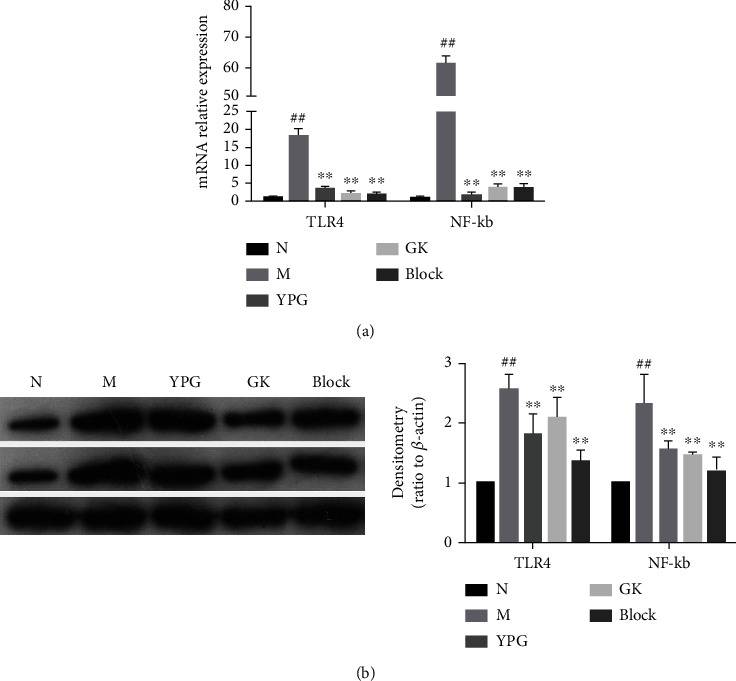 mRNA relative expression
80
70
60
50
25
20
15
10
5
0
##
**
**
**
##
**
**
**
TLR4
NF-kb
N
GK
M
Block
YPG
(a)
N
M
YPG
GK
Block
Densitometry
(ratio to β-actin)
3
2
1
0
##
**
**
**
##
**
**
**
TLR4
NF-kb
N
GK
M
Block
YPG
(b)